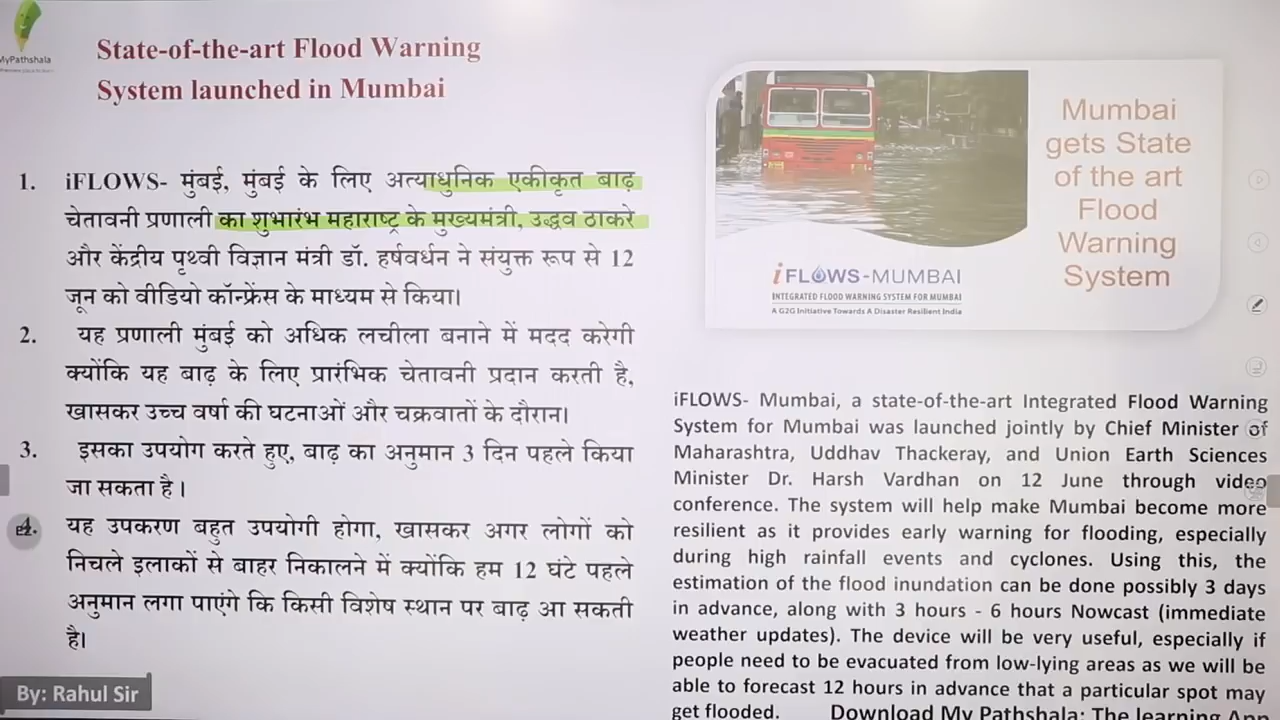 MyPathshala
State-of-the-art Flood Warning
System launched in Mumbai
1. iFLOWS- मुंबई, मुंबई के लिए अत्याधुनिक एकीकृत बाढ़
चेतावनी प्रणाली का शुभारंभ महाराष्ट्र के मुख्यमंत्री, उद्धव ठाकरे
और केंद्रीय पृथ्वी विज्ञान मंत्री डॉ. हर्षवर्धन ने संयुक्त रूप से 12
जून को वीडियो कॉन्फ्रेंस के माध्यम से किया।
2. यह प्रणाली मुंबई को अधिक लचीला बनाने में मदद करेगी
क्योंकि यह बाढ़ के लिए प्रारंभिक चेतावनी प्रदान करती है,
खासकर उच्च वर्षा की घटनाओं और चक्रवातों के दौरान।
3. इसका उपयोग करते हुए, बाढ़ का अनुमान 3 दिन पहले किया
जा सकता है।
4. यह उपकरण बहुत उपयोगी होगा, खासकर अगर लोगों को
निचले इलाकों से बाहर निकालने में क्योंकि हम 12 घंटे पहले
अनुमान लगा पाएंगे कि किसी विशेष स्थान पर बाढ़ आ सकती
है।
By: Rahul Sir
Mumbai
gets State
of the art
Flood
Warning
System
iFLOWS-MUMBAI
INTEGRATED FLOOD WARNING SYSTEM FOR MUMBAI
A G2G Initiative Towards A Disaster Resilient India
iFLOWS- Mumbai, a state-of-the-art Integrated Flood Warning
System for Mumbai was launched jointly by Chief Minister of
Maharashtra, Uddhav Thackeray, and Union Earth Sciences
Minister Dr. Harsh Vardhan on 12 June through video
conference. The system will help make Mumbai become more
resilient as it provides early warning for flooding, especially
during high rainfall events and cyclones. Using this, the
estimation of the flood inundation can be done possibly 3 days
in advance, along with 3 hours - 6 hours Nowcast (immediate
weather updates). The device will be very useful, especially if
people need to be evacuated from low-lying areas as we will be
able to forecast 12 hours in advance that a particular spot may
get flooded. Download My Pathshala: The learning App